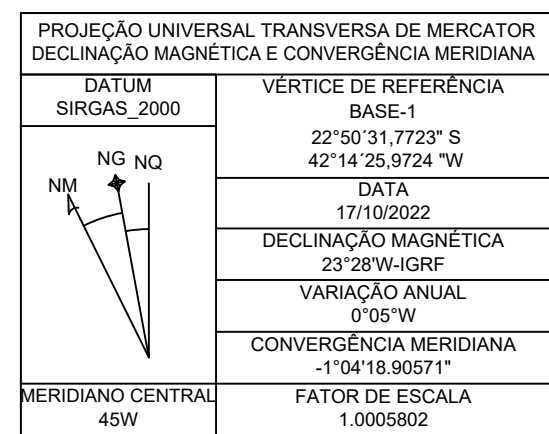 PROJEÇÃO UNIVERSAL TRANSVERSA DE MERCATOR
DECLINAÇÃO MAGNÉTICA E CONVERGÊNCIA MERIDIANA
DATUM
SIRGAS_2000
NG NQ
NM
MERIDIANO CENTRAL
45W
VÉRTICE DE REFERÊNCIA
BASE-1
22°50´31,7723" S
42°14´25,9724 "W
DATA
17/10/2022
DECLINAÇÃO MAGNÉTICA
23°28'W-IGRF
VARIAÇÃO ANUAL
0°05°W
CONVERGÊNCIA MERIDIANA
-1°04'18.90571"
FATOR DE ESCALA
1.0005802